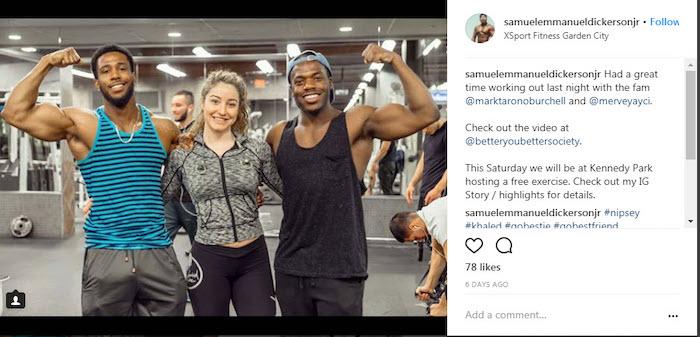 samuelemmanueldickersonjr • Follow
XSport Fitness Garden City
samuelemmanueldickersonjr Had a great
time working out last night with the fam
@marktaronoburchell and @merveyayci.
Check out the video at
@betteryoubettersociety.
This Saturday we will be at Kennedy Park
hosting a free exercise. Check out my IG
Story / highlights for details.
samuelemmanueldickersonjr #nipsey
#khaled #gobestie #gobestfriend
78 likes
6 DAYS AGO
Add a comment...